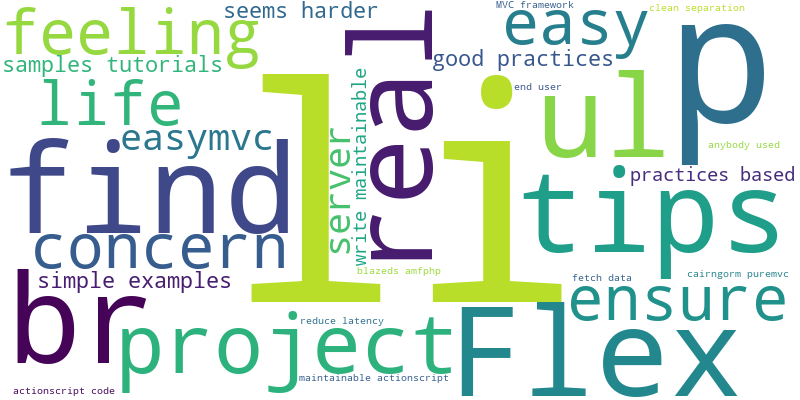 feeling
seems harder
MVC framework
clean separation
samples tutorials
real
easy
p
good practices
life
li
end user
ul
easymvc
server
write maintainable
anybody used
find
tips
practices based
concern
blazeds amfphp
fetch data
cairngorm puremvc
simple examples
br
project
reduce latency
Flex
ensure
maintainable actionscript
actionscript code